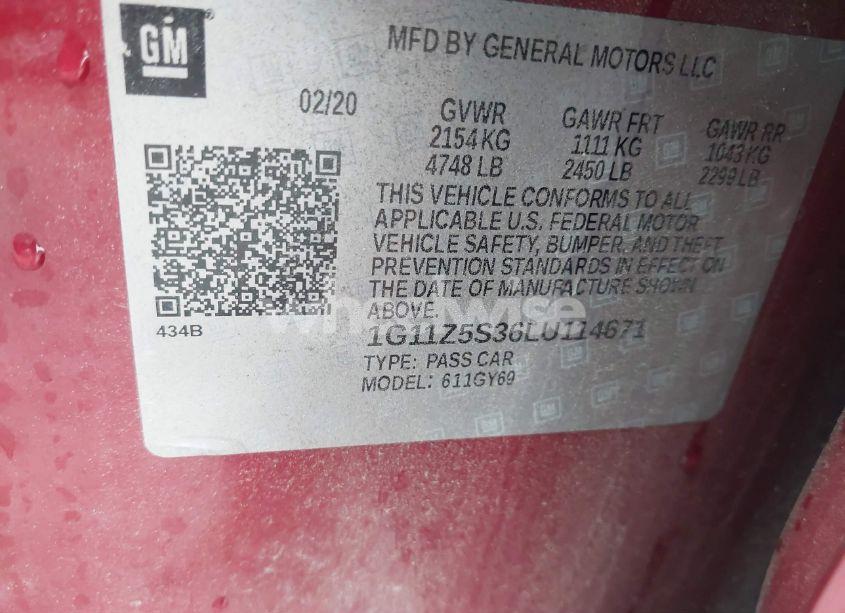 GM
MFD BY GENERAL MOTORS LLC
02/20 GVWR GAWR FRT GAWR RR
2154 KG 1111 KG 1043 KG
4748 LB 2450 LB 2299 LB
THIS VEHICLE CONFORMS TO ALL
APPLICABLE U.S. FEDERAL MOTOR
VEHICLE SAFETY, BUMPER, AND THEFT
PREVENTION STANDARDS IN EFFECT ON
THE DATE OF MANUFACTURE SHOWN
ABOVE.
434B
1G11Z5S36LU114671
TYPE: PASS CAR
MODEL: 611GY69